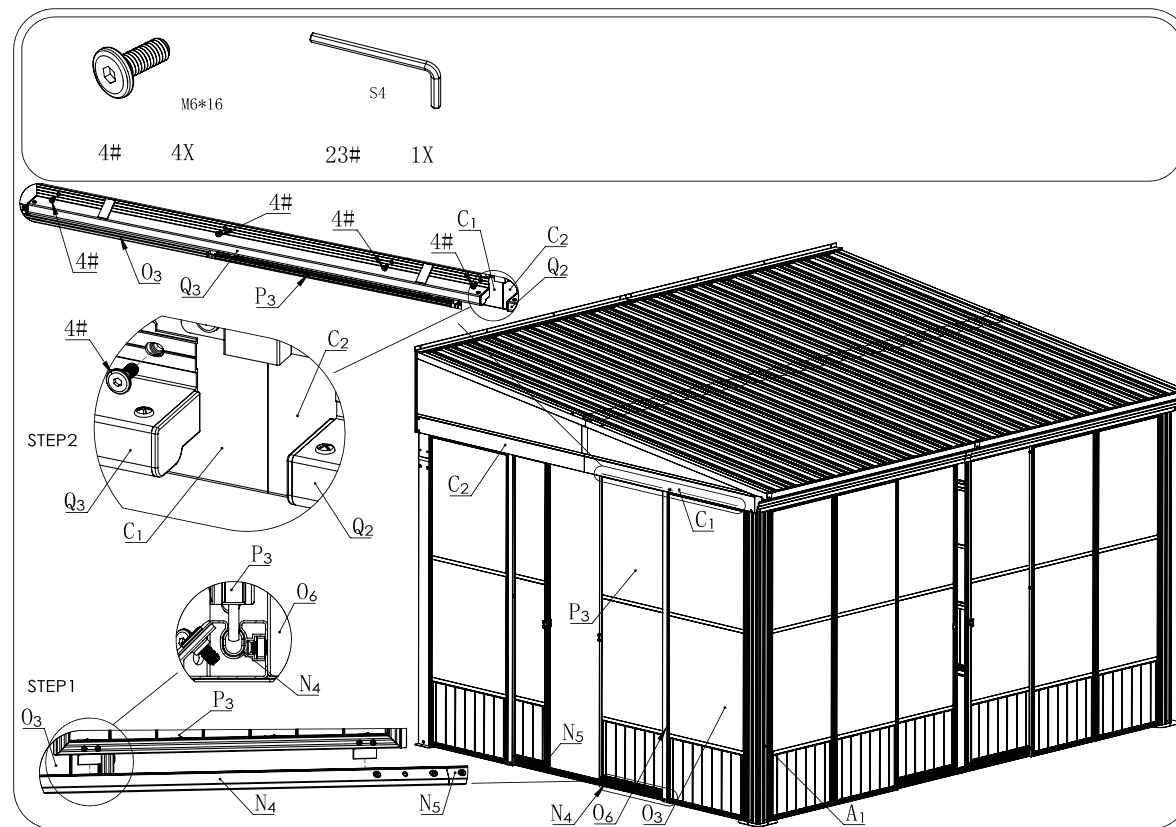 M6*16
S4
4# 4X 23# 1X
4#
4#
C1
4#
C2
4#
Q2
O3
Q3
P3
4#
C2
STEP2
Q3
C1
Q2
C2
C1
P3
O6
P3
N4
STEP1
O3
P3
N4
N5
N5
N4
O6
O3
A1